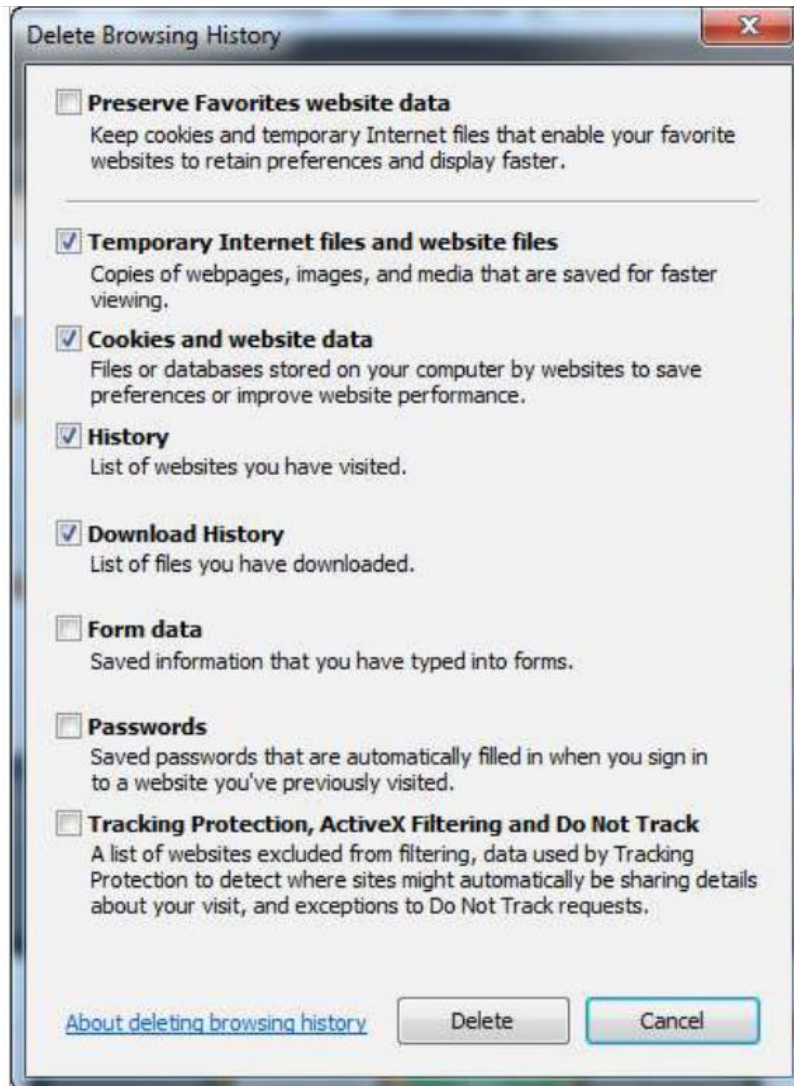 Delete Browsing History
Preserve Favorites website data
Keep cookies and temporary Internet files that enable your favorite
websites to retain preferences and display faster.
Temporary Internet files and website files
Copies of webpages, images, and media that are saved for faster
viewing.
Cookies and website data
Files or databases stored on your computer by websites to save
preferences or improve website performance.
History
List of websites you have visited.
Download History
List of files you have downloaded.
Form data
Saved information that you have typed into forms.
Passwords
Saved passwords that are automatically filled in when you sign in
to a website you've previously visited.
Tracking Protection, ActiveX Filtering and Do Not Track
A list of websites excluded from filtering, data used by Tracking
Protection to detect where sites might automatically be sharing details
about your visit, and exceptions to Do Not Track requests.
About deleting browsing history Delete Cancel